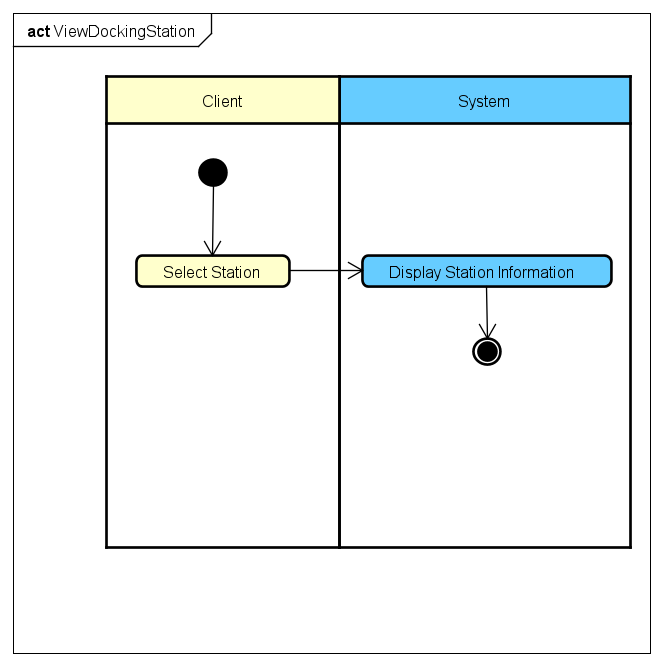 act ViewDockingStation
Client
System
Select Station
Display Station Information